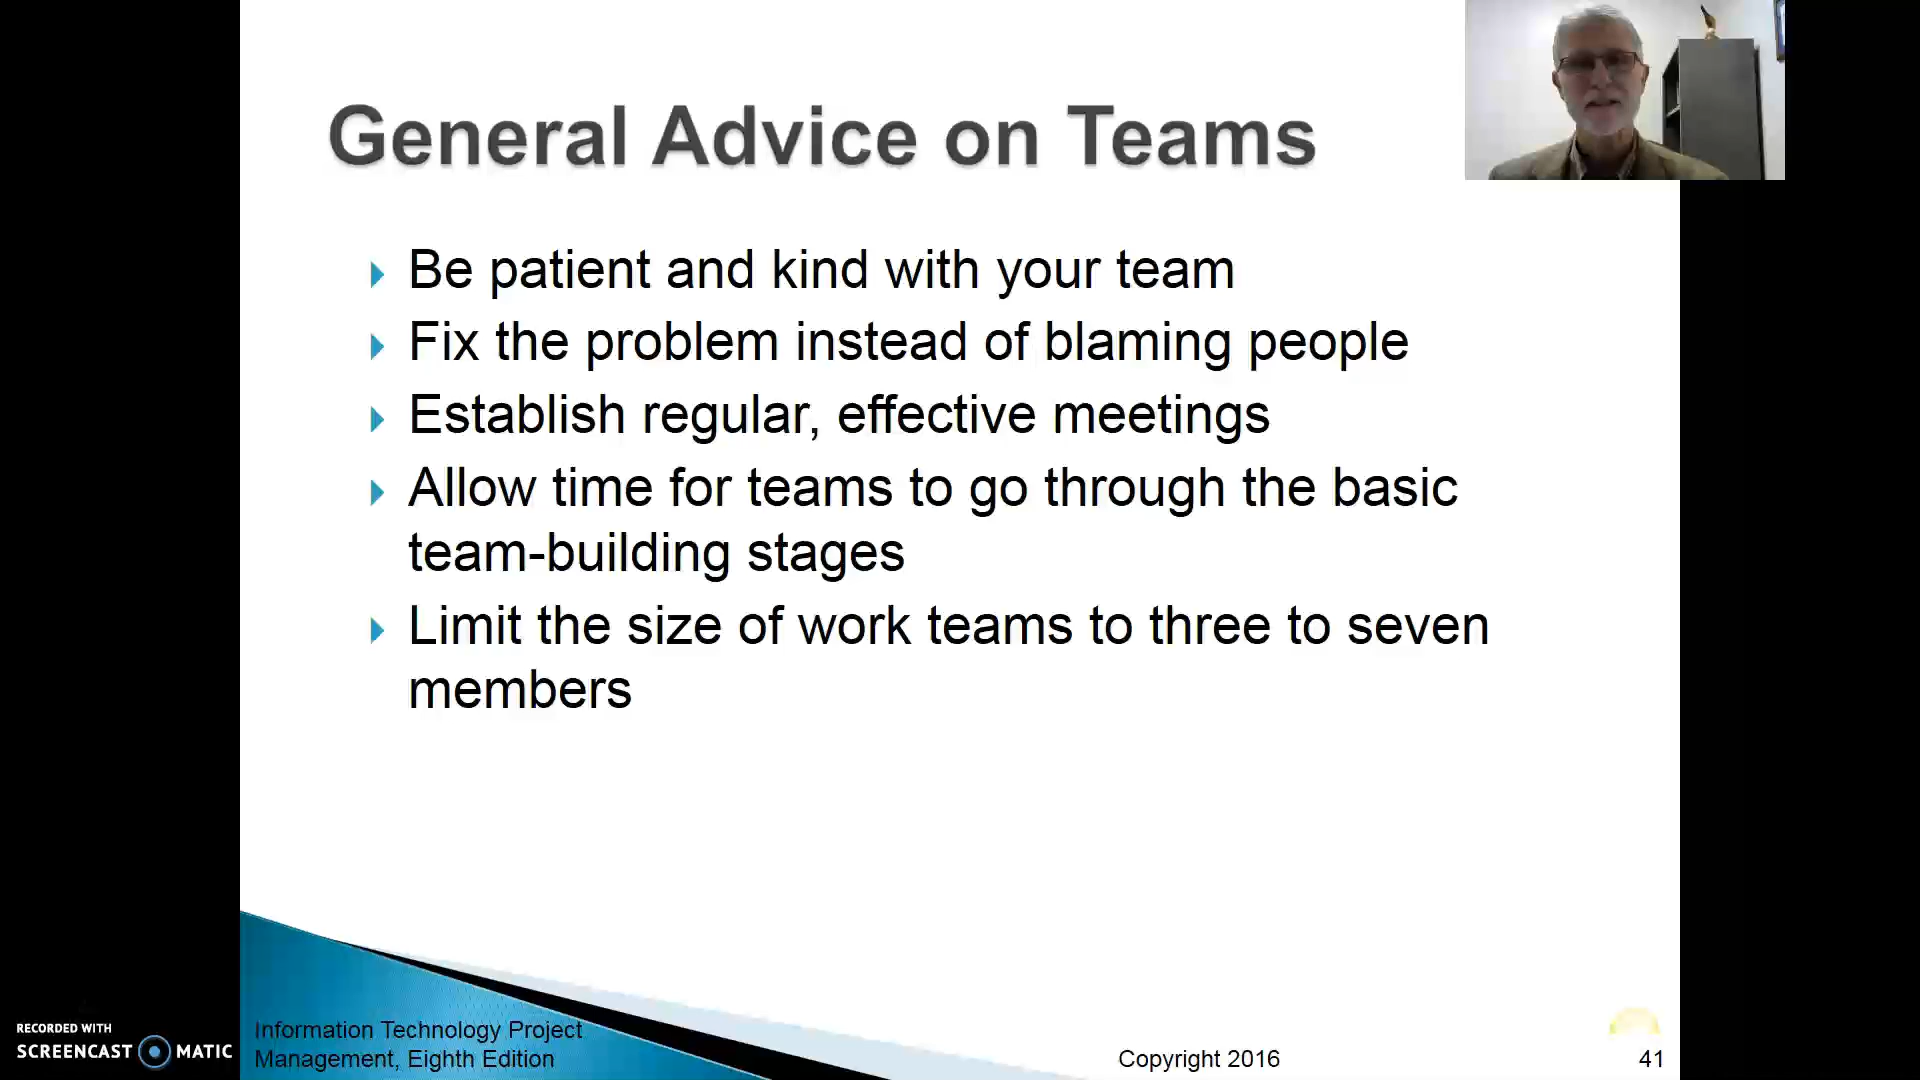 General Advice on Teams
Be patient and kind with your team
Fix the problem instead of blaming people
Establish regular, effective meetings
Allow time for teams to go through the basic
team-building stages
Limit the size of work teams to three to seven
members
RECORDED WITH
SCREENCAST MATIC
Information Technology Project
Management, Eighth Edition
Copyright 2016
41